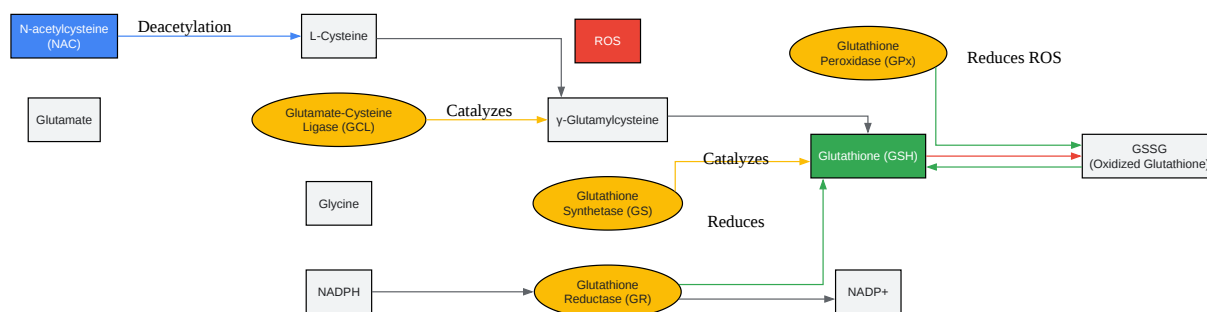 N-acetylcysteine
(NAC)
Deacetylation
L-Cysteine
ROS
Glutathione
Peroxidase (GPx)
Reduces ROS
Glutamate
Glutamate-Cysteine
Ligase (GCL)
Catalyzes
γ-Glutamylcysteine
Glutathione (GSH)
GSSG
(Oxidized Glutathione)
Catalyzes
Glycine
Glutathione
Synthetase (GS)
Reduces
NADPH
Glutathione
Reductase (GR)
NADP+